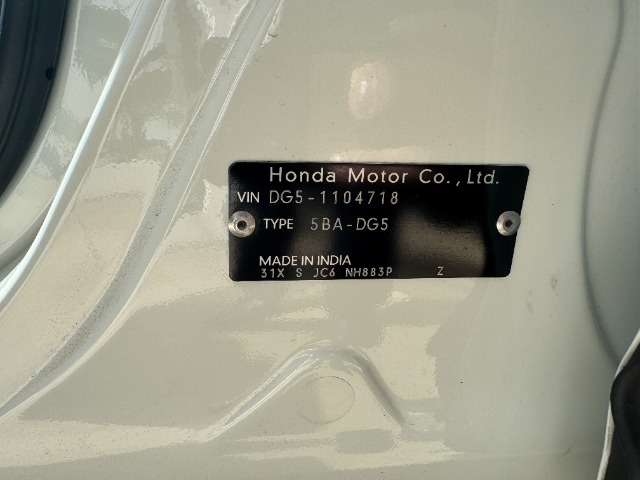 Honda Motor Co., Ltd.
VIN DG5-1104718
TYPE 5BA-DG5
MADE IN INDIA
31X S JC6 NH883P Z